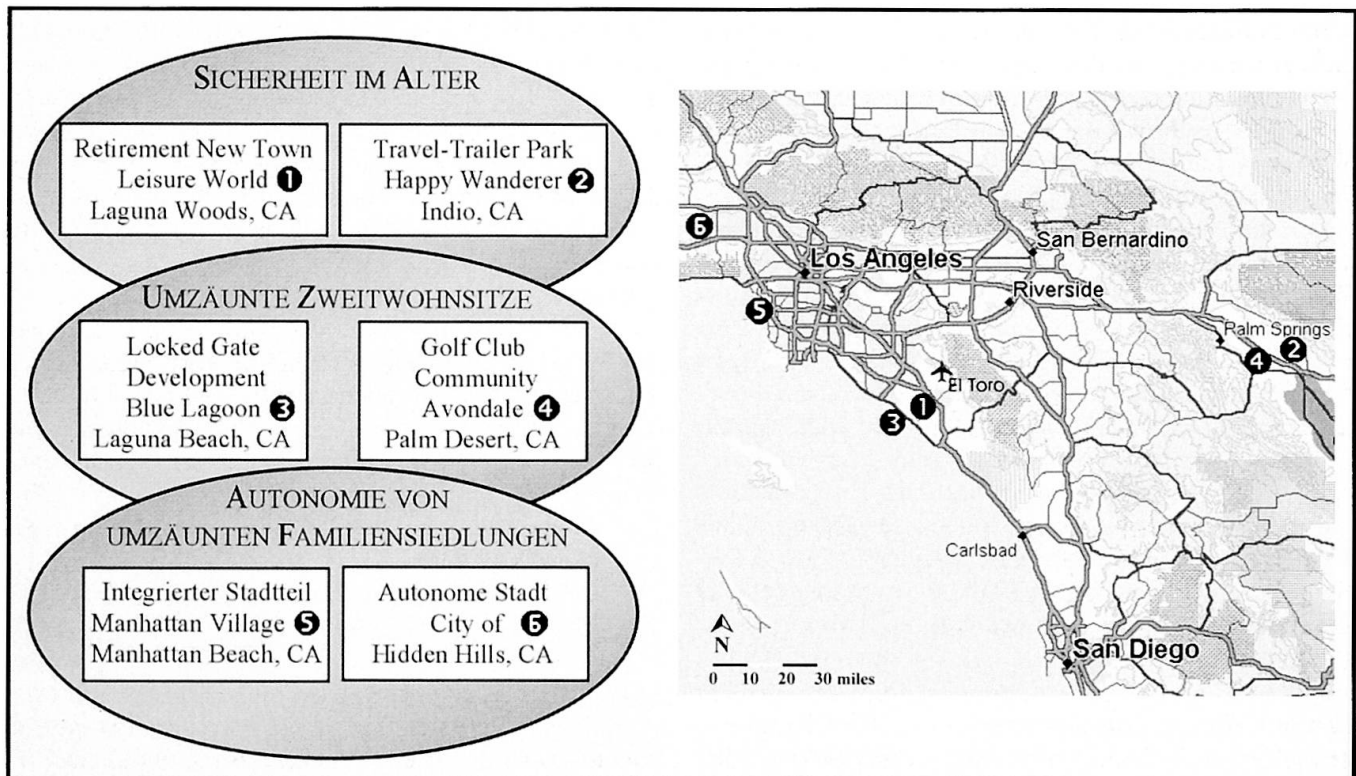 SICHERHEIT IM ALTER
Retirement New Town
Leisure World ❶
Laguna Woods, CA
Travel-Trailer Park
Happy Wanderer ❷
Indio, CA
UMZÄUNTE ZWEITWOHNSITZE
Locked Gate
Development
Blue Lagoon ❸
Laguna Beach, CA
Golf Club
Community
Avondale ❹
Palm Desert, CA
AUTONOMIE VON
UMZÄUNTEN FAMILIENSIEDLUNGEN
Integrierter Stadtteil
Manhattan Village ❺
Manhattan Beach, CA
Autonome Stadt
City of ❻
Hidden Hills, CA
❻
San Bernardino
Los Angeles
Riverside
❺
Palm Springs
❷
❹
El Toro
❶
❸
Carlsbad
N
San Diego
0 10 20 30 miles